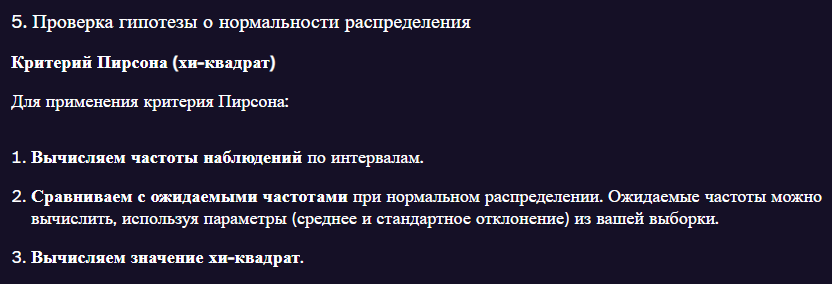 5. Проверка гипотезы о нормальности распределения
Критерий Пирсона (хи-квадрат)
Для применения критерия Пирсона:
1. Вычисляем частоты наблюдений по интервалам.
2. Сравниваем с ожидаемыми частотами при нормальном распределении. Ожидаемые частоты можно
вычислить, используя параметры (среднее и стандартное отклонение) из вашей выборки.
3. Вычисляем значение хи-квадрат.